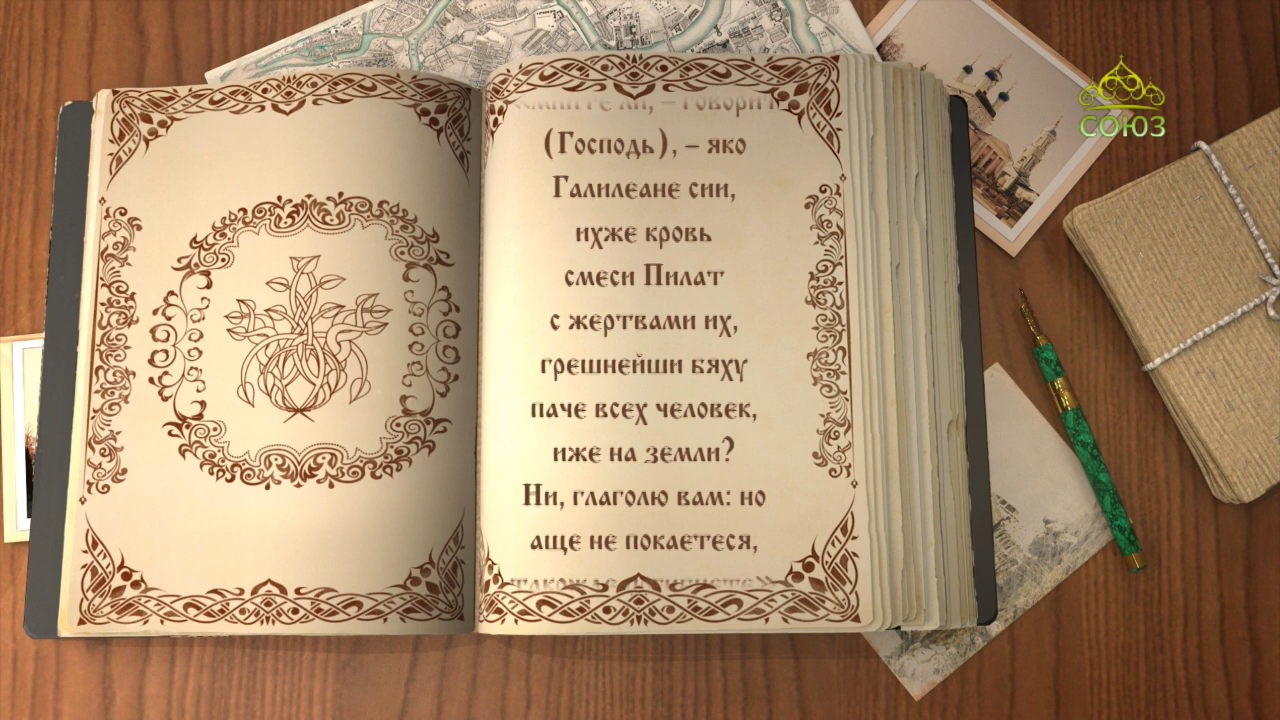 (Господь), – яко
Галилеане сии,
ихже кровь
смеси Пилат
с жертвами их,
грешнейши бяху
паче всех человек,
иже на земли?
Ни, глаголю вам: но
аще не покаетеся,
СОЮЗ